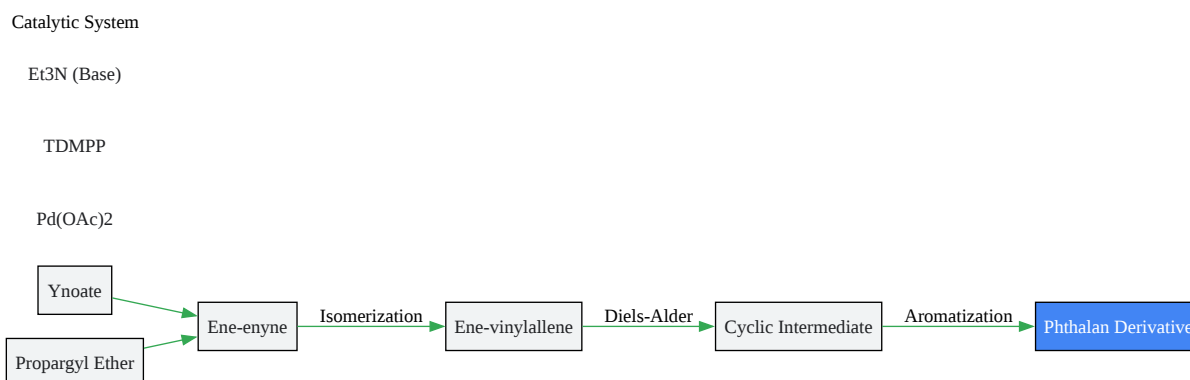 Catalytic System
Et3N (Base)
TDMPP
Pd(OAc)2
Ynoate
Propargyl Ether
Ene-enyne
Isomerization
Ene-vinylallene
Diels-Alder
Cyclic Intermediate
Aromatization
Phthalan Derivative